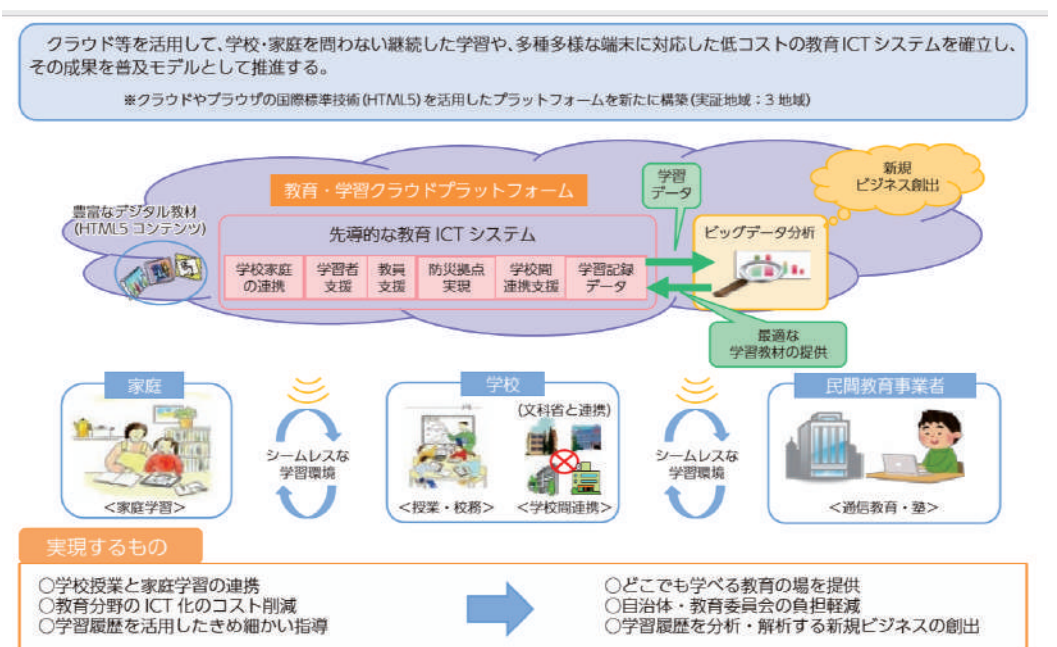 クラウド等を活用して、学校・家庭を問わない継続した学習や、多種多様な端末に対応した低コストの教育ICTシステムを確立し、
その成果を普及モデルとして推進する。
※クラウドやブラウザの国際標準技術(HTML5)を活用したプラットフォームを新たに構築(実証地域：3地域)
新規
ビジネス創出
学習
データ
教育・学習クラウドプラットフォーム
豊富なデジタル教材
(HTML5コンテンツ)
先導的な教育ICTシステム
ビッグデータ分析
学校家庭
の連携
学習者
支援
教員
支援
防災拠点
実現
学校間
連携支援
学習記録
データ
最適な
学習教材の提供
家庭
<家庭学習>
シームレスな
学習環境
学校
(文科省と連携)
<授業・校務>
<学校間連携>
シームレスな
学習環境
民間教育事業者
<通信教育・塾>
実現するもの
○学校授業と家庭学習の連携
○教育分野のICT化のコスト削減
○学習履歴を活用したきめ細かい指導
○どこでも学べる教育の場を提供
○自治体・教育委員会の負担軽減
○学習履歴を分析・解析する新規ビジネスの創出